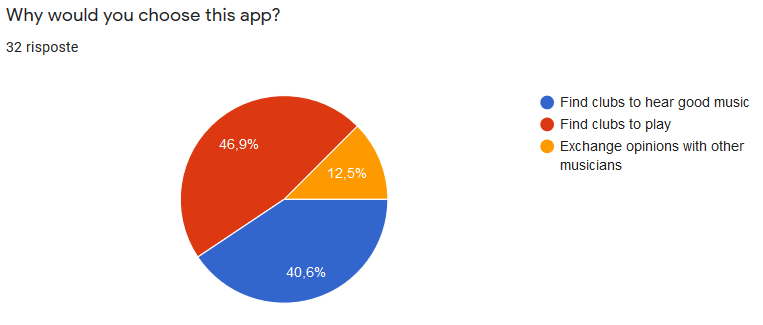 Why would you choose this app?
32 risposte
46,9%
12,5%
40,6%
Find clubs to hear good music
Find clubs to play
Exchange opinions with other
musicians